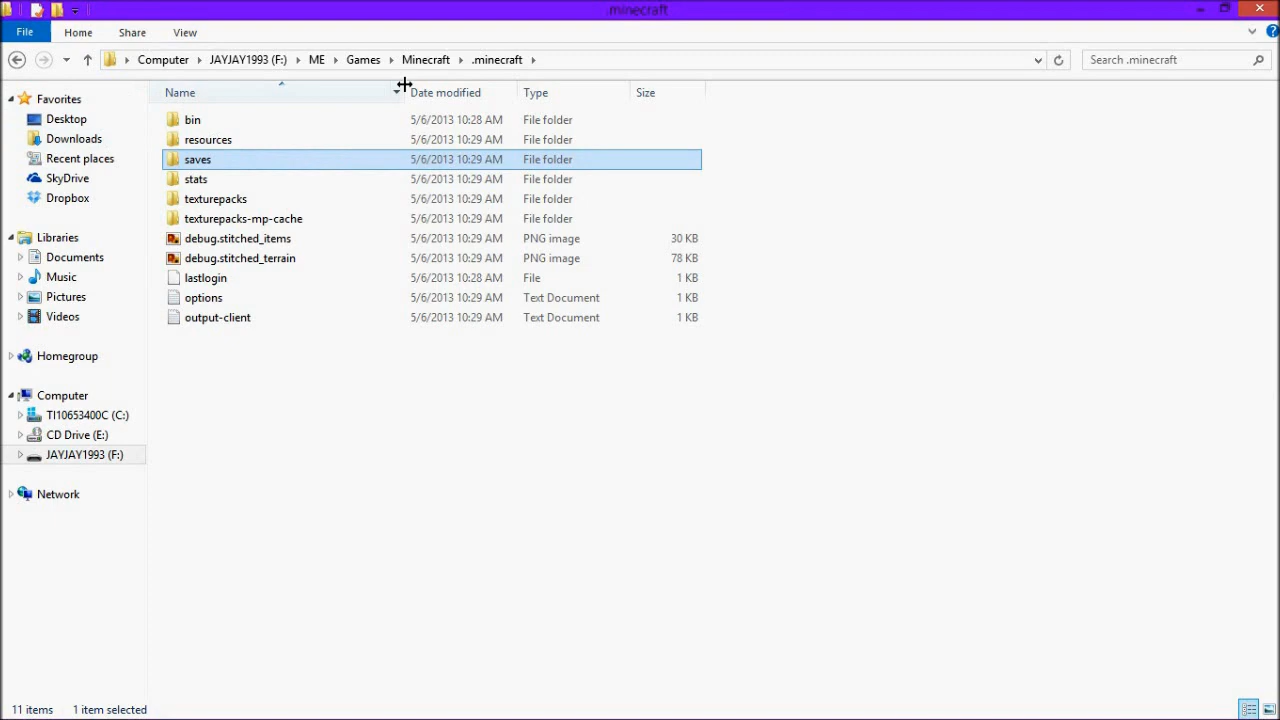 .minecraft
File Home Share View
Computer JAYJAY1993 (F:) ME Games Minecraft .minecraft Search .minecraft
Name Date modified Type Size
Favorites
Desktop
Downloads
Recent places
SkyDrive
Dropbox
Libraries
Documents
Music
Pictures
Videos
Homegroup
Computer
TI10653400C (C:)
CD Drive (E:)
JAYJAY1993 (F:)
Network
bin 5/6/2013 10:28 AM File folder
resources 5/6/2013 10:29 AM File folder
saves 5/6/2013 10:29 AM File folder
stats 5/6/2013 10:29 AM File folder
texturepacks 5/6/2013 10:29 AM File folder
texturepacks-mp-cache 5/6/2013 10:29 AM File folder
debug.stitched_items 5/6/2013 10:29 AM PNG image 30 KB
debug.stitched_terrain 5/6/2013 10:29 AM PNG image 78 KB
lastlogin 5/6/2013 10:28 AM File 1 KB
options 5/6/2013 10:29 AM Text Document 1 KB
output-client 5/6/2013 10:29 AM Text Document 1 KB
11 items 1 item selected